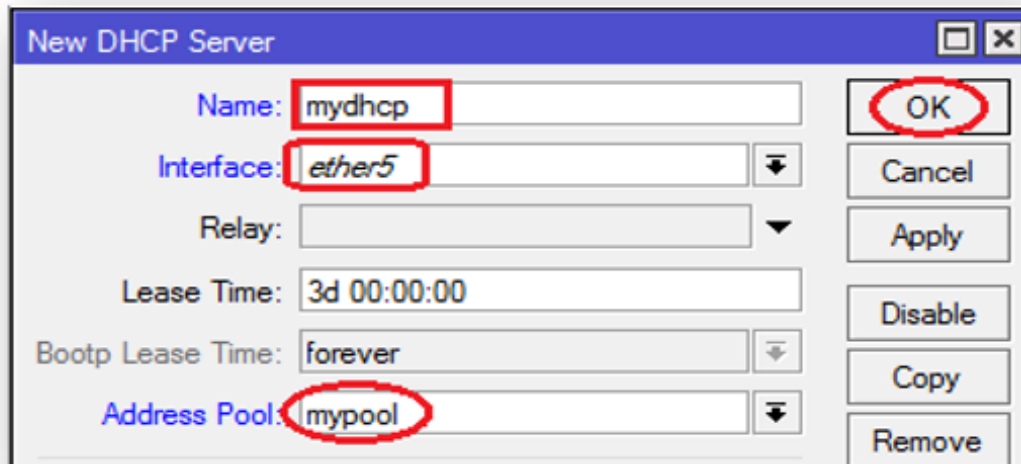 New DHCP Server
Name: mydhcp
OK
Interface: ether5
Cancel
Relay:
Apply
Lease Time: 3d 00:00:00
Disable
Bootp Lease Time: forever
Copy
Address Pool: mypool
Remove